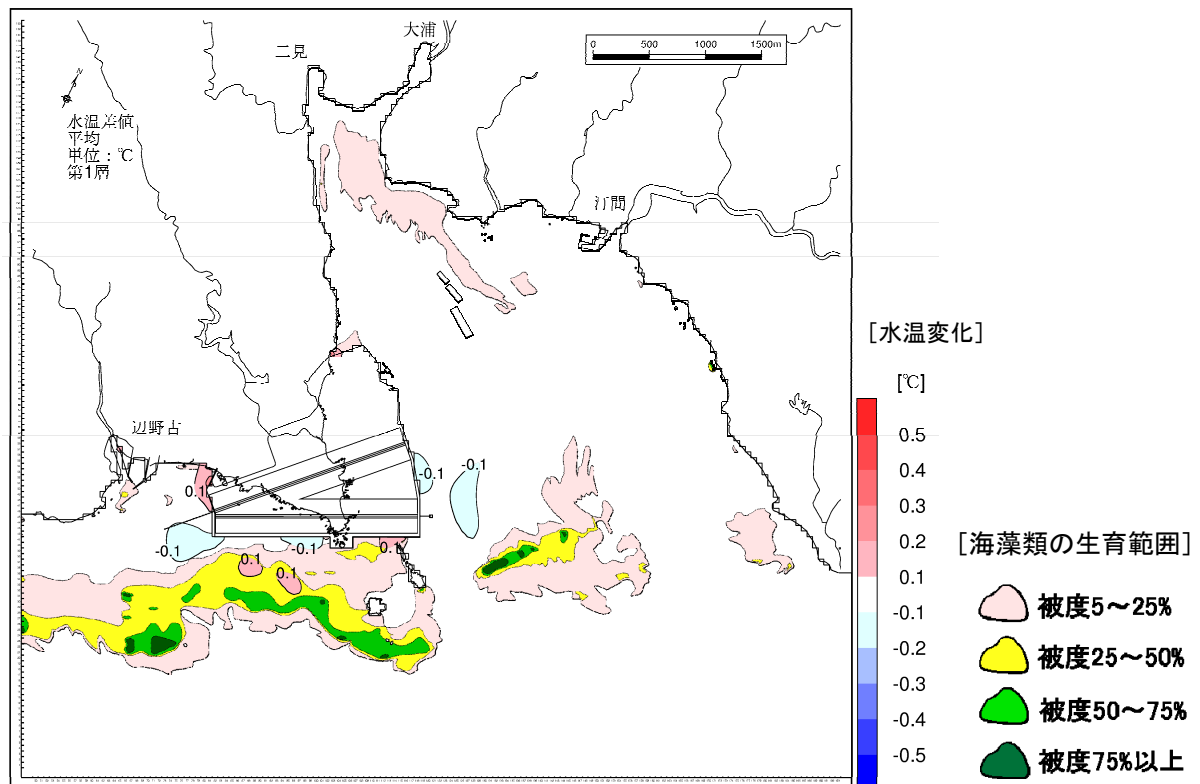 大浦
二見
0 500 1000 1500m
N
水温差値
平均
単位：℃
第1層
汀間
[水温変化]
[℃]
辺野古
0.5
0.4
0.3
0.2
0.1
-0.1
-0.2
-0.3
-0.4
-0.5
-0.1
-0.1
0.1
-0.1
-0.1
0.1
0.1
0.1
[海藻類の生育範囲]
被度5～25%
被度25～50%
被度50～75%
被度75%以上